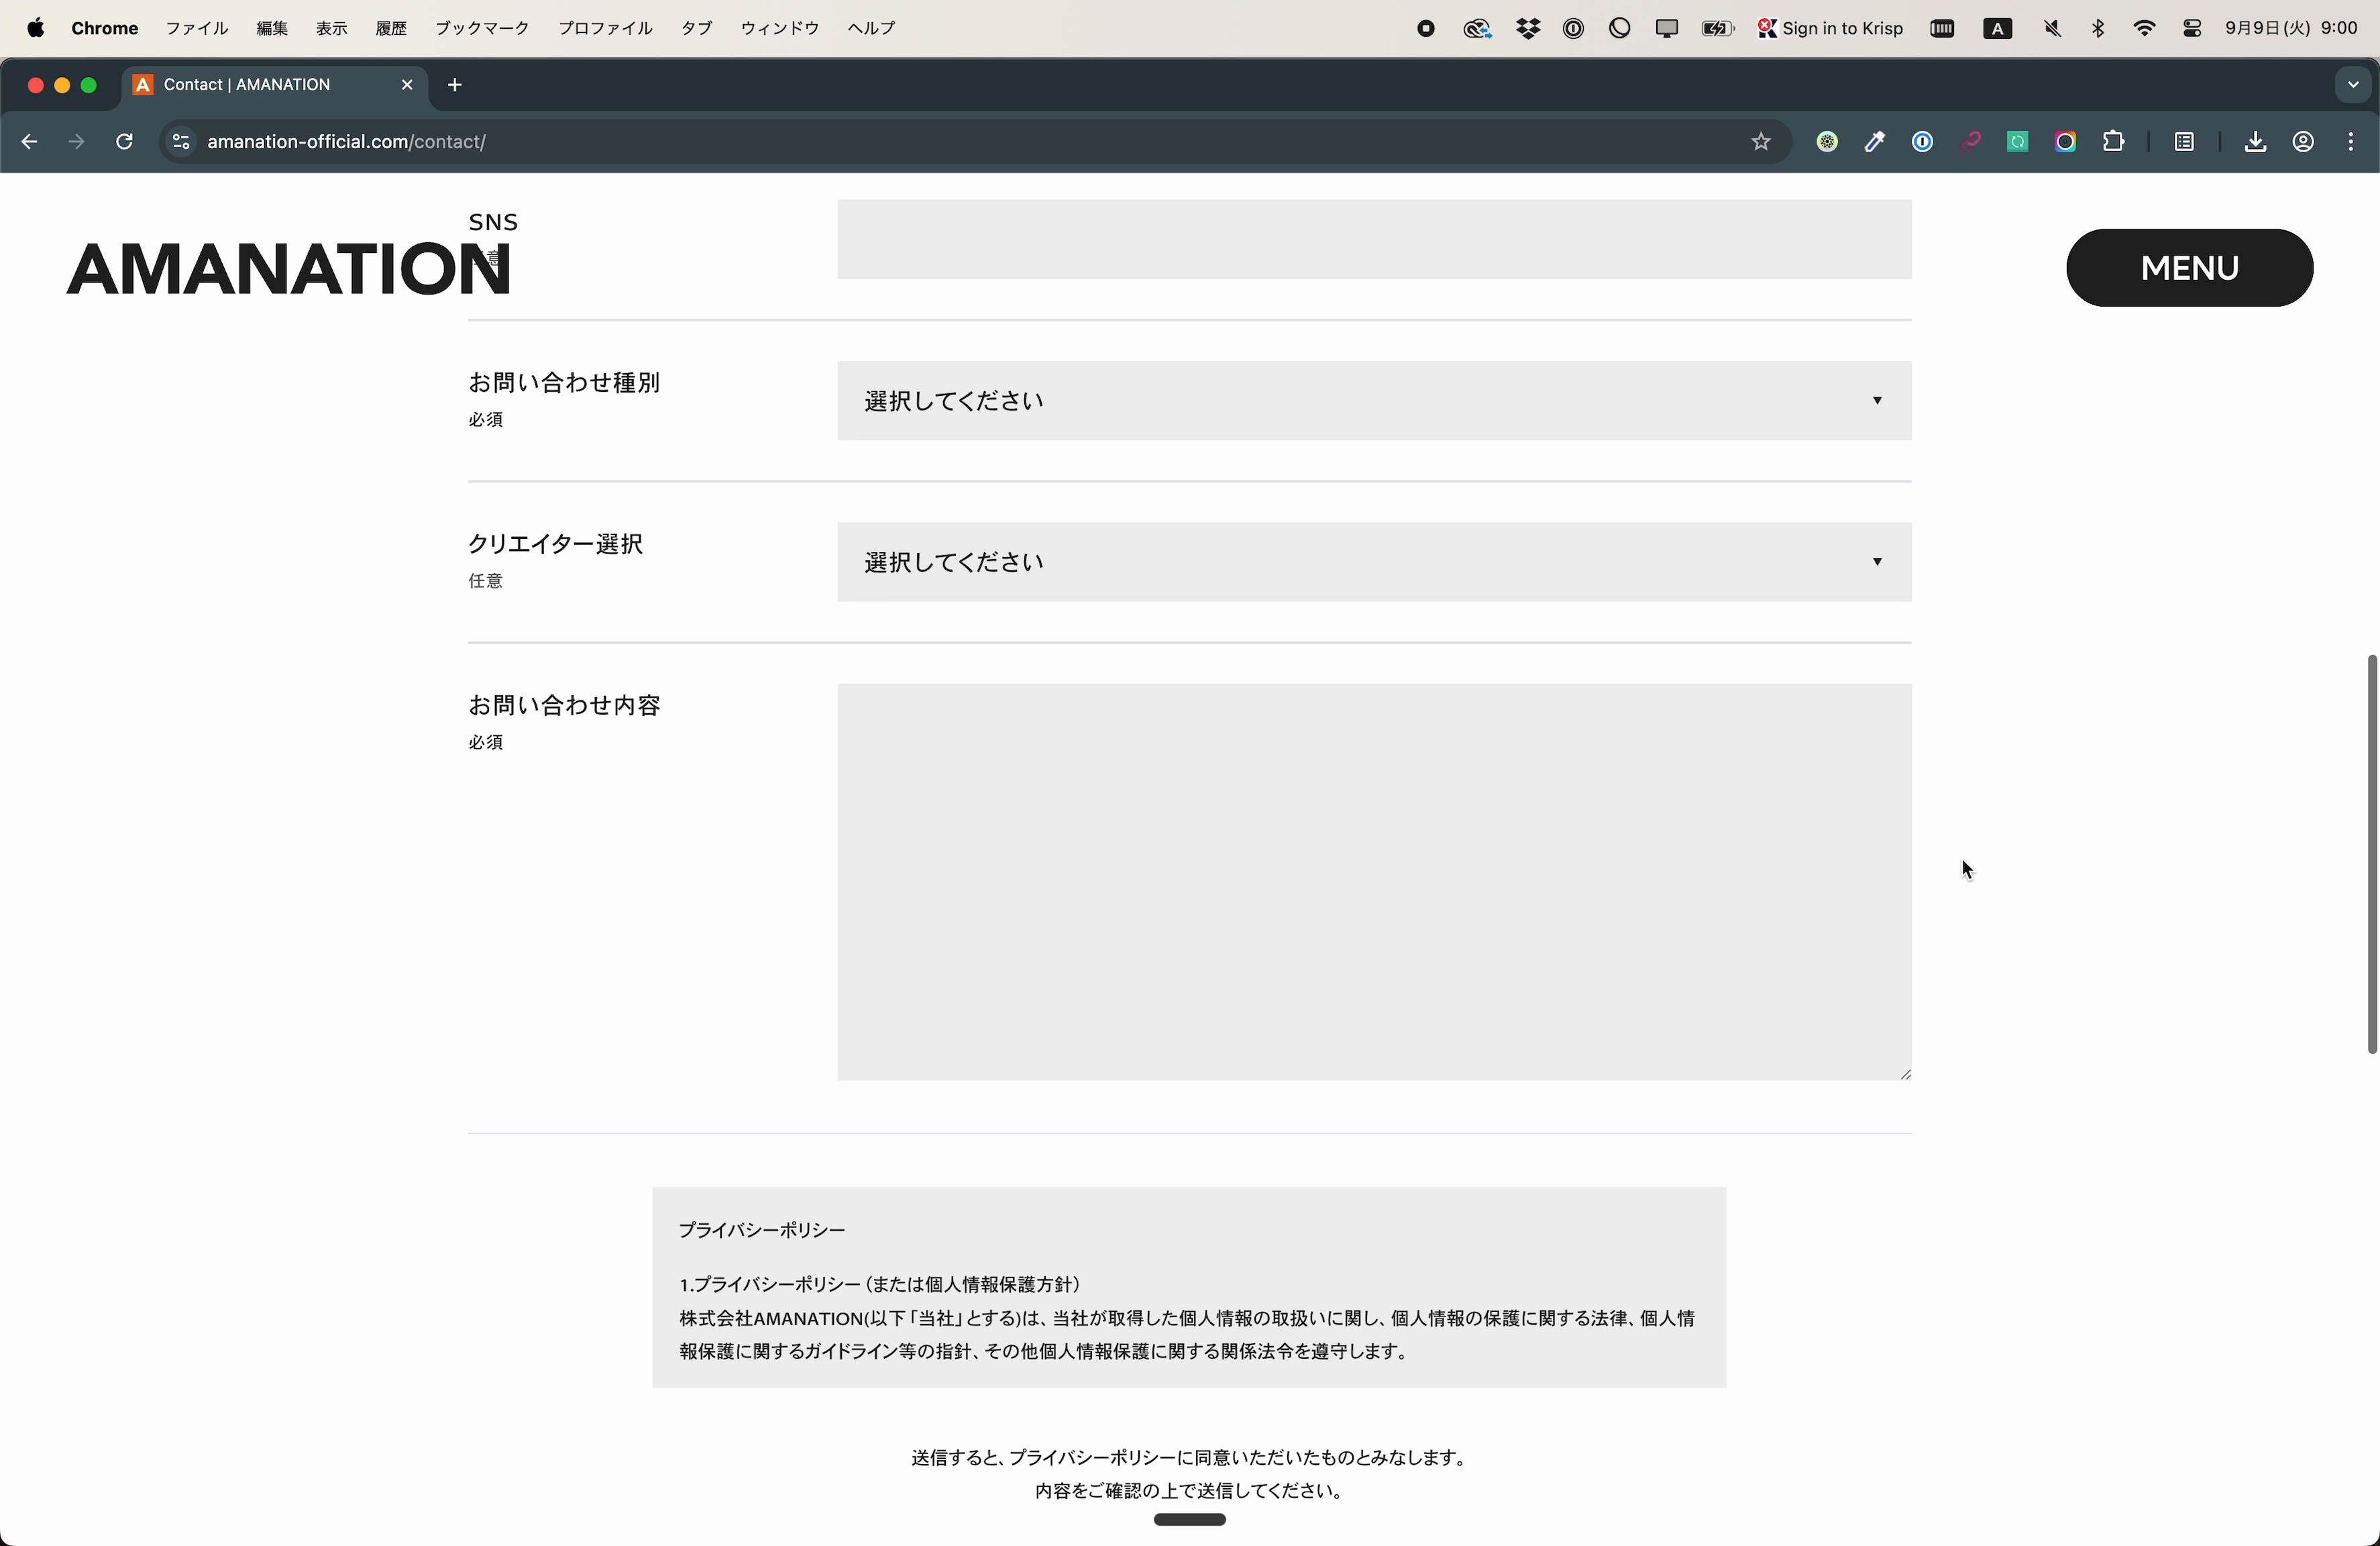 Chrome ファイル 編集 表示 履歴 ブックマーク プロファイル タブ ウィンドウ ヘルプ Sign in to Krisp A 9月9日(火) 9:00
A Contact | AMANATION
amanation-official.com/contact/
SNS
AMANATION
MENU
お問い合わせ種別
必須
選択してください
クリエイター選択
任意
選択してください
お問い合わせ内容
必須
プライバシーポリシー
1.プライバシーポリシー（または個人情報保護方針）
株式会社AMANATION(以下「当社」とする)は、当社が取得した個人情報の取扱いに関し、個人情報の保護に関する法律、個人情
報保護に関するガイドライン等の指針、その他個人情報保護に関する関係法令を遵守します。
送信すると、プライバシーポリシーに同意いただいたものとみなします。
内容をご確認の上で送信してください。